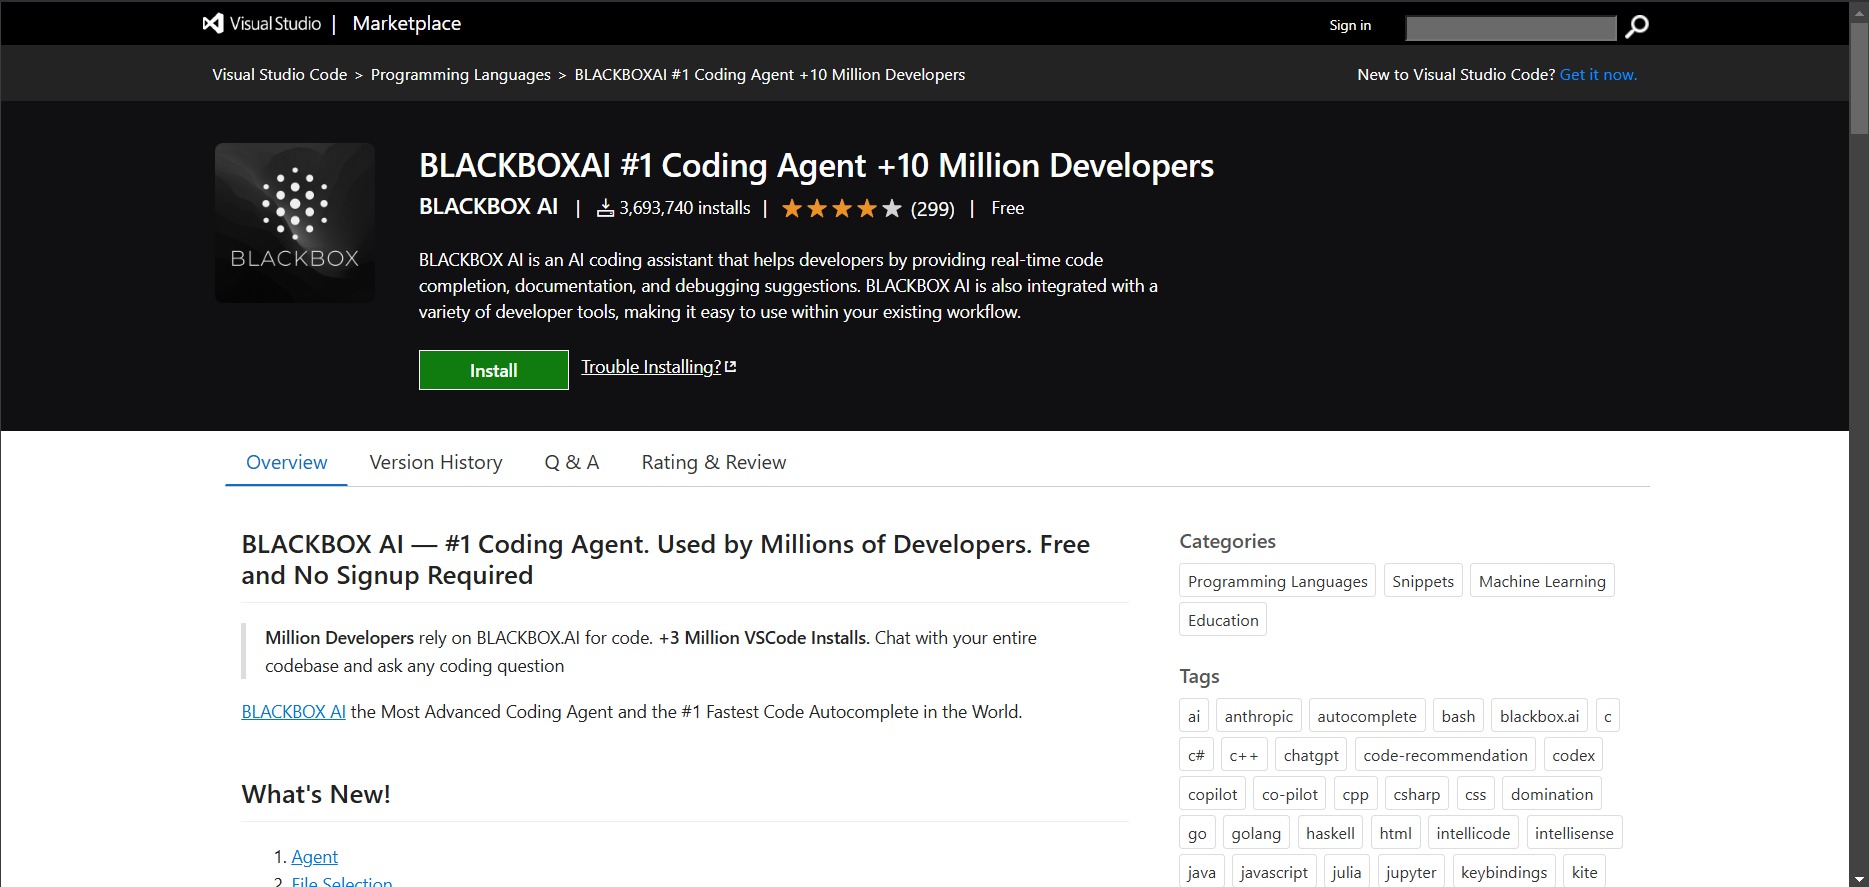 Visual Studio | Marketplace
Sign in
Visual Studio Code > Programming Languages > BLACKBOXAI #1 Coding Agent +10 Million Developers
New to Visual Studio Code? Get it now.
BLACKBOX
BLACKBOXAI #1 Coding Agent +10 Million Developers
BLACKBOX AI | 3,693,740 installs | (299) | Free
BLACKBOX AI is an AI coding assistant that helps developers by providing real-time code
completion, documentation, and debugging suggestions. BLACKBOX AI is also integrated with a
variety of developer tools, making it easy to use within your existing workflow.
Install
Trouble Installing?
Overview
Version History
Q & A
Rating & Review
BLACKBOX AI — #1 Coding Agent. Used by Millions of Developers. Free
and No Signup Required
Million Developers rely on BLACKBOX.AI for code. +3 Million VSCode Installs. Chat with your entire
codebase and ask any coding question
BLACKBOX AI the Most Advanced Coding Agent and the #1 Fastest Code Autocomplete in the World.
What's New!
1. Agent
2. File Selection
Categories
Programming Languages Snippets Machine Learning
Education
Tags
ai anthropic autocomplete bash blackbox.ai c
c# c++ chatgpt code-recommendation codex
copilot co-pilot cpp csharp css domination
go golang haskell html intellicode intellisense
java javascript julia jupyter keybindings kite